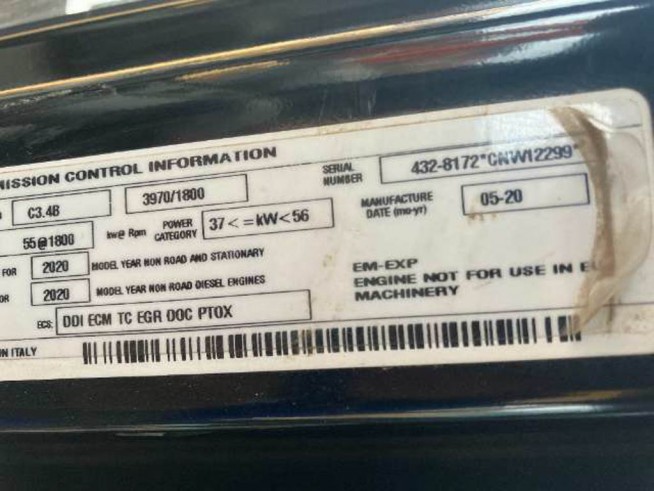 MISSION CONTROL INFORMATION
SERIAL NUMBER 432-8172*CNW12299*
C3.4B 3970/1800
MANUFACTURE DATE (mo-yr) 05-20
55@1800 kw@ Rpm POWER CATEGORY 37<=kW<56
FOR 2020 MODEL YEAR NON ROAD AND STATIONARY
OR 2020 MODEL YEAR NON ROAD DIESEL ENGINES
EM-EXP
ENGINE NOT FOR USE IN
MACHINERY
ECS: DDI ECM TC EGR DOC PTOX
N ITALY